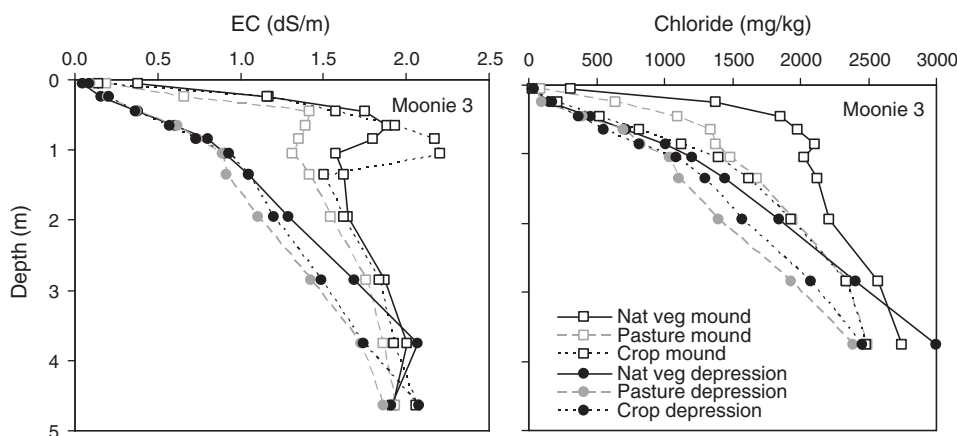 EC (dS/m)
0.0 0.5 1.0 1.5 2.0 2.5
Chloride (mg/kg)
0 500 1000 1500 2000 2500 3000
Depth (m)
0
1
2
3
4
5
Moonie 3
Moonie 3
Nat veg mound
Pasture mound
Crop mound
Nat veg depression
Pasture depression
Crop depression